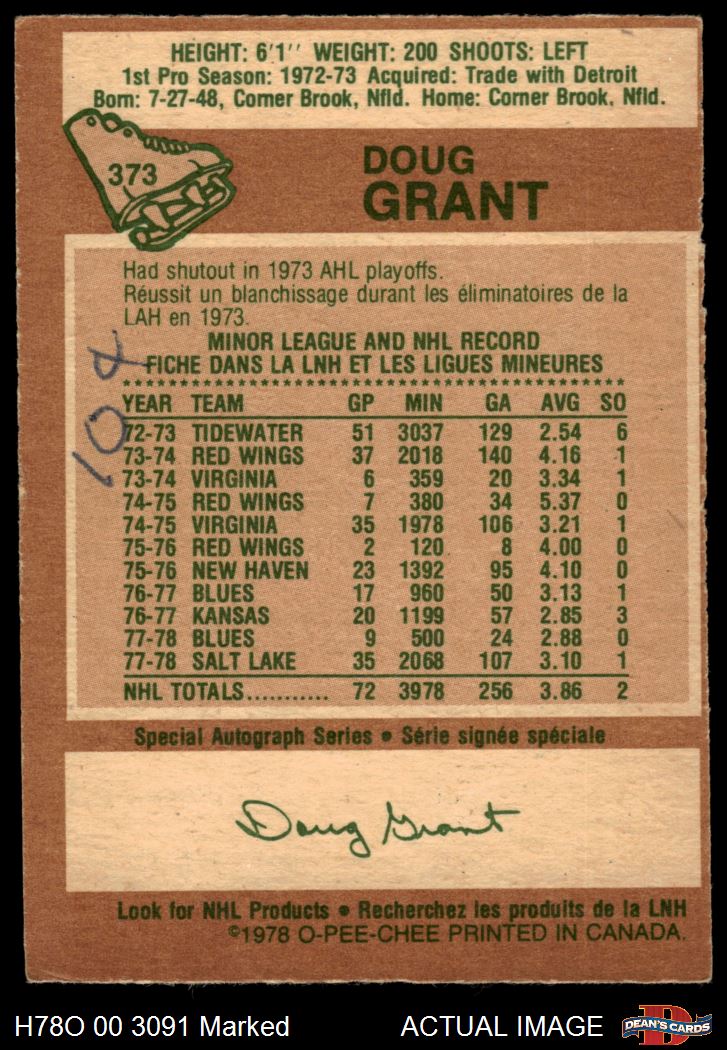 HEIGHT: 6'1'' WEIGHT: 200 SHOOTS: LEFT
1st Pro Season: 1972-73 Acquired: Trade with Detroit
Born: 7-27-48, Corner Brook, Nfld. Home: Corner Brook, Nfld.
373
DOUG
GRANT
Had shutout in 1973 AHL playoffs.
Réussit un blanchissage durant les éliminatoires de la
LAH en 1973.
MINOR LEAGUE AND NHL RECORD
FICHE DANS LA LNH ET LES LIGUES MINEURES
YEAR TEAM GP MIN GA AVG SO
72-73 TIDEWATER 51 3037 129 2.54 6
73-74 RED WINGS 37 2018 140 4.16 1
73-74 VIRGINIA 6 359 20 3.34 1
74-75 RED WINGS 7 380 34 5.37 0
74-75 VIRGINIA 35 1978 106 3.21 1
75-76 RED WINGS 2 120 8 4.00 0
75-76 NEW HAVEN 23 1392 95 4.10 0
76-77 BLUES 17 960 50 3.13 1
76-77 KANSAS 20 1199 57 2.85 3
77-78 BLUES 9 500 24 2.88 0
77-78 SALT LAKE 35 2068 107 3.10 1
NHL TOTALS........... 72 3978 256 3.86 2
Special Autograph Series • Série signée spéciale
Doug Grant
Look for NHL Products • Recherchez les produits de la LNH
©1978 O-PEE-CHEE PRINTED IN CANADA.
H78O 00 3091 Marked ACTUAL IMAGE
D
DEAN'S CARDS